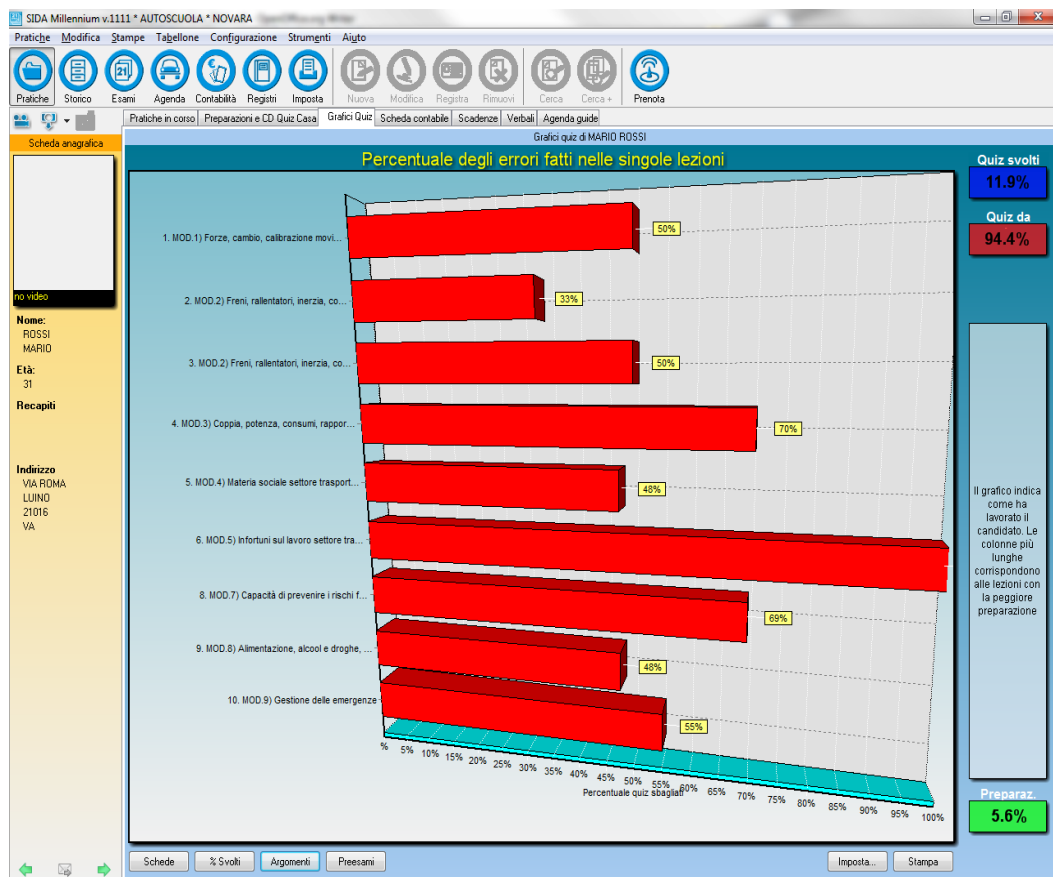 SIDA Millennium v.1111 * AUTOSCUOLA * NOVARA
Pratiche Modifica Stampe Tabellone Configurazione Strumenti Aiuto
Pratiche Storico Esami Agenda Contabilità Registri Imposta Nuova Modifica Registra Rimuovi Cerca Cerca + Prenota
Pratiche in corso Preparazioni e CD Quiz Casa Grafici Quiz Scheda contabile Scadenze Verbali Agenda guide
Scheda anagrafica
no video
Nome:
ROSSI
MARIO
Età:
31
Recapiti
Indirizzo
VIA ROMA
LUINO
21016
VA
Grafici quiz di MARIO ROSSI
Percentuale degli errori fatti nelle singole lezioni
1. MOD.1) Forze, cambio, calibrazione movi...
50%
2. MOD.2) Freni, rallentatori, inerzia, co...
33%
3. MOD.2) Freni, rallentatori, inerzia, co...
50%
4. MOD.3) Coppia, potenza, consumi, rappor...
70%
5. MOD.4) Materia sociale settore trasport...
48%
6. MOD.5) Infortuni sul lavoro settore tra...
8. MOD.7) Capacità di prevenire i rischi f...
69%
9. MOD.8) Alimentazione, alcool e droghe, ...
48%
10. MOD.9) Gestione delle emergenze
55%
% 5% 10% 15% 20% 25% 30% 35% 40% 45% 50% 55% 60% 65% 70% 75% 80% 85% 90% 95% 100%
Percentuale quiz sbagliati
Quiz svolti
11.9%
Quiz da
94.4%
Il grafico indica
come ha
lavorato il
candidato. Le
colonne più
lunghe
corrispondono
alle lezioni con
la peggiore
preparazione
Preparaz.
5.6%
Schede % Svolti Argomenti Preesami Imposta... Stampa